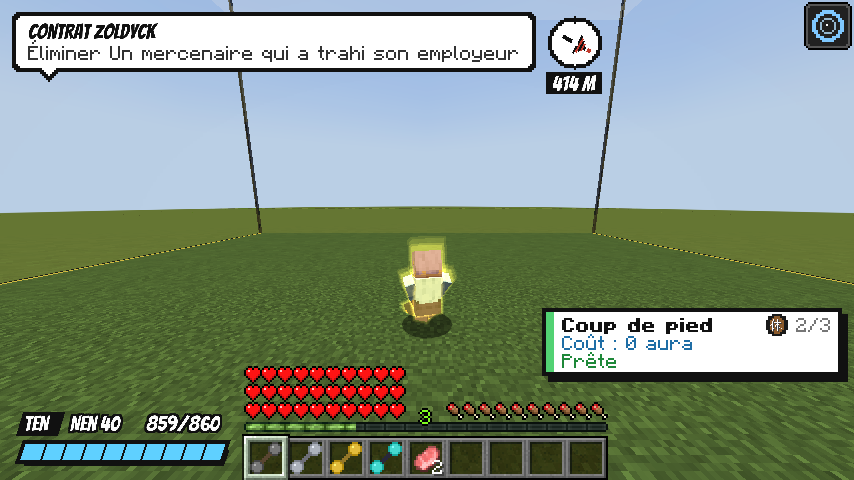 CONTRAT ZOLDYCK
Éliminer Un mercenaire qui a trahi son employeur
414 M
Coup de pied 休 2/3
Coût : 0 aura
Prête
3
TEN NEN 40 859/860
2